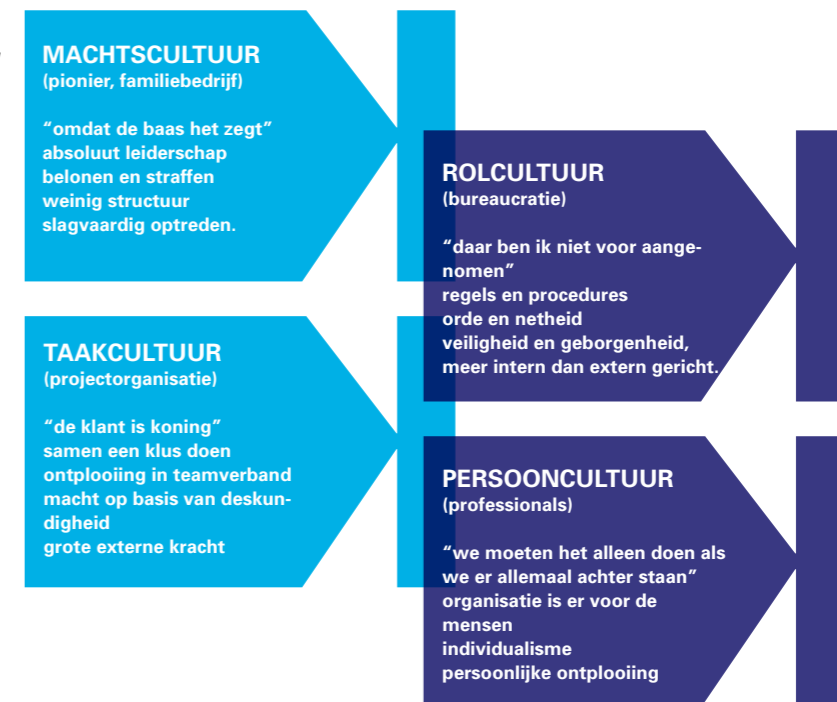 MACHTSCULTUUR
(pionier, familiebedrijf)
“omdat de baas het zegt”
absoluut leiderschap
belonen en straffen
weinig structuur
slagvaardig optreden.
ROLCULTUUR
(bureaucratie)
“daar ben ik niet voor aange-
nomen”
regels en procedures
orde en netheid
veiligheid en geborgenheid,
meer intern dan extern gericht.
TAAKCULTUUR
(projectorganisatie)
“de klant is koning”
samen een klus doen
ontplooiing in teamverband
macht op basis van deskun-
digheid
grote externe kracht
PERSOONCULTUUR
(professionals)
“we moeten het alleen doen als
we er allemaal achter staan”
organisatie is er voor de
mensen
individualisme
persoonlijke ontplooiing